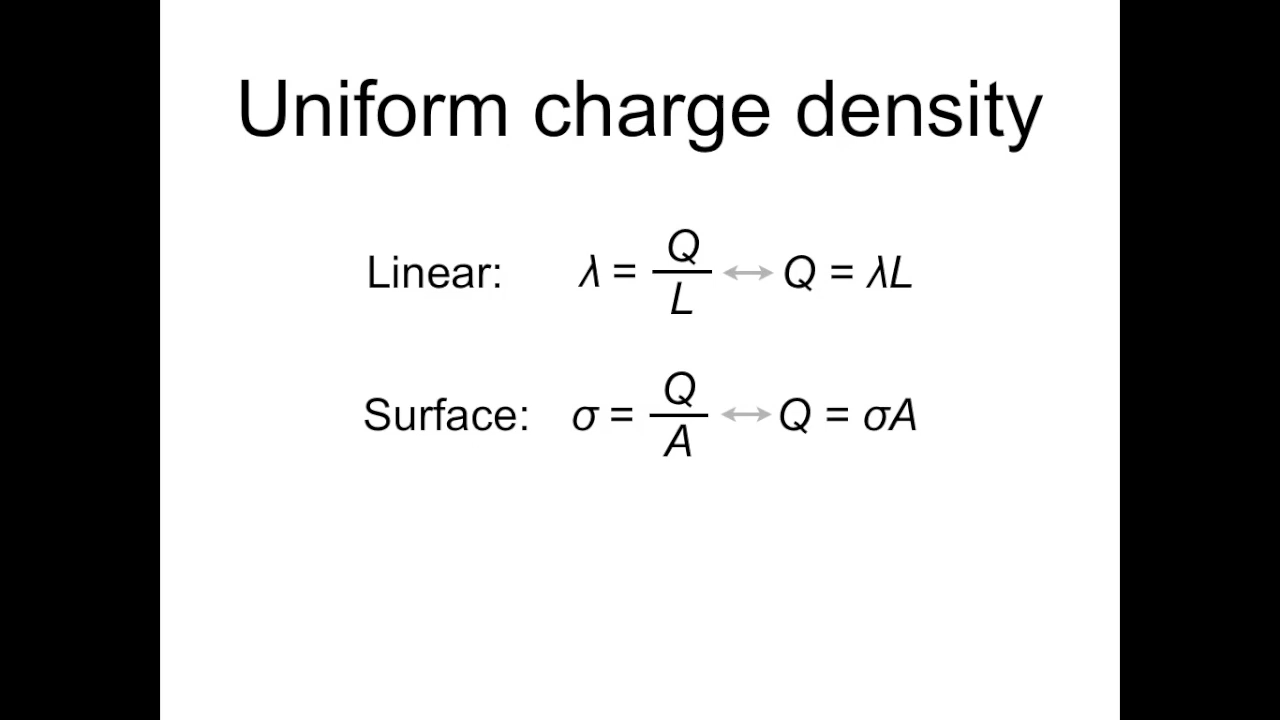 Uniform charge density
Linear: λ = Q/L ↔ Q = λL
Surface: σ = Q/A ↔ Q = σA